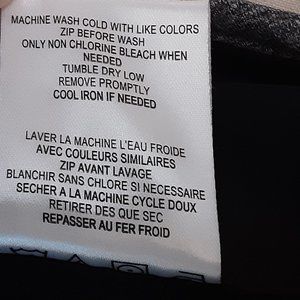 MACHINE WASH COLD WITH LIKE COLORS
ZIP BEFORE WASH
ONLY NON CHLORINE BLEACH WHEN
NEEDED
TUMBLE DRY LOW
REMOVE PROMPTLY
COOL IRON IF NEEDED
LAVER LA MACHINE L'EAU FROIDE
AVEC COULEURS SIMILAIRES
ZIP AVANT LAVAGE
BLANCHIR SANS CHLORE SI NECESSAIRE
SECHER A LA MACHINE CYCLE DOUX
RETIRER DES QUE SEC
REPASSER AU FER FROID